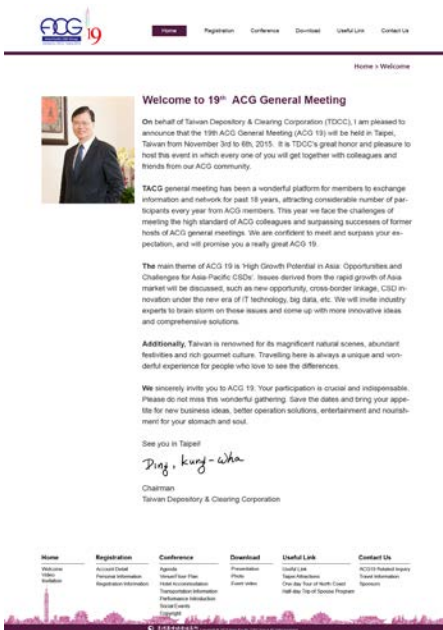 ACG 19
Home Registration Conference Download Useful Link Contact Us
Home > Welcome
Welcome to 19th ACG General Meeting
On behalf of Taiwan Depository & Clearing Corporation (TDCC), I am pleased to
announce that the 19th ACG General Meeting (ACG 19) will be held in Taipei,
Taiwan from November 3rd to 6th, 2015. It is TDCC's great honor and pleasure to
host this event in which every one of you will get together with colleagues and
friends from our ACG community.
TACG general meeting has been a wonderful platform for members to exchange
information and network for past 18 years, attracting considerable number of par-
ticipants every year from ACG members. This year we face the challenges of
meeting the high standard of ACG colleagues and surpassing successes of former
hosts of ACG general meetings. We are confident to meet and surpass your ex-
pectation, and will promise you a really great ACG 19.
The main theme of ACG 19 is 'High Growth Potential in Asia: Opportunities and
Challenges for Asia-Pacific CSDs'. Issues derived from the rapid growth of Asia
market will be discussed, such as new opportunity, cross-border linkage, CSD in-
novation under the new era of IT technology, big data, etc. We will invite industry
experts to brain storm on those issues and come up with more innovative ideas
and comprehensive solutions.
Additionally, Taiwan is renowned for its magnificent natural scenes, abundant
festivities and rich gourmet culture. Travelling here is always a unique and won-
derful experience for people who love to see the differences.
We sincerely invite you to ACG 19. Your participation is crucial and indispensable.
Please do not miss this wonderful gathering. Save the dates and bring your appe-
tite for new business ideas, better operation solutions, entertainment and nourish-
ment for your stomach and soul.
See you in Taipei!
Ding, kung-wha
Chairman
Taiwan Depository & Clearing Corporation
Home Registration Conference Download Useful Link Contact Us
Welcome Account Detail Agenda Presentation Useful Link ACG19 Related Inquiry
Video Personal Information Venue/Floor Plan Photo Taipei Attractions Travel Information
Invitation Registration Information Hotel Accommodation Event video One day Tour of North Coast Sponsors
Transportation Information Half-day Trip of Spouse Program
Performance Introduction
Social Events
Copyright